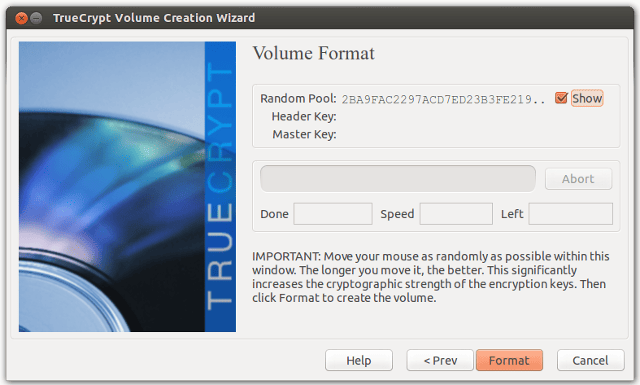 TrueCrypt Volume Creation Wizard
TRUECRYPT
Volume Format
Random Pool: 2BA9FAC2297ACD7ED23B3FE219.. Show
Header Key:
Master Key:
Abort
Done Speed Left
IMPORTANT: Move your mouse as randomly as possible within this
window. The longer you move it, the better. This significantly
increases the cryptographic strength of the encryption keys. Then
click Format to create the volume.
Help < Prev Format Cancel